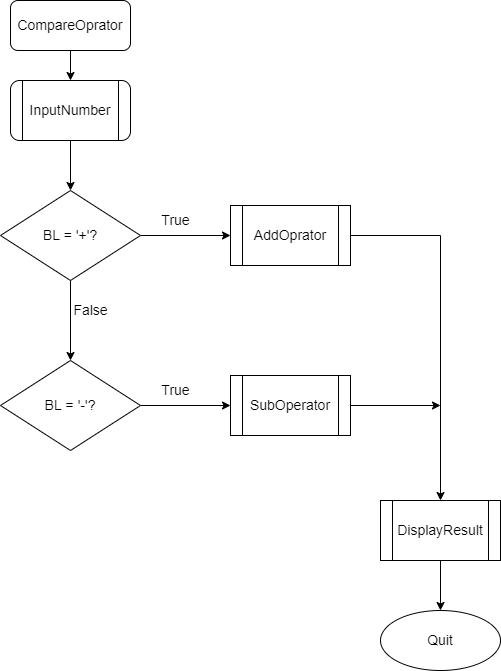 CompareOprator
InputNumber
BL = '+'?
True
AddOprator
False
BL = '-'?
True
SubOperator
DisplayResult
Quit